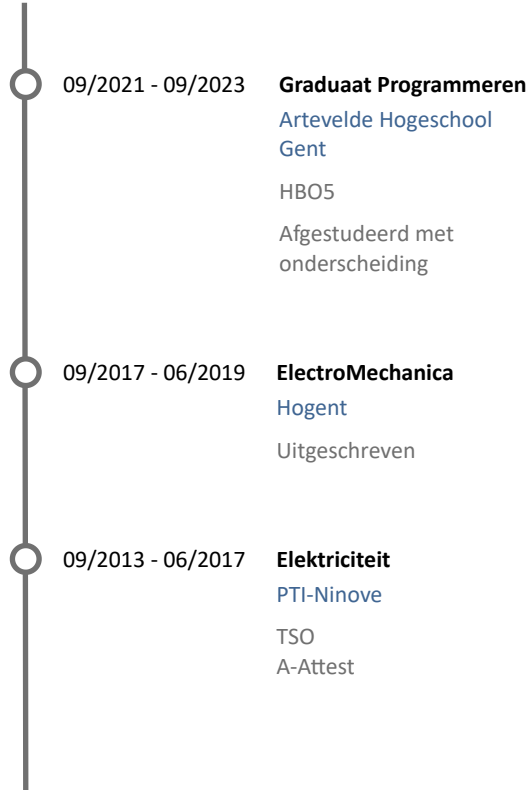 09/2021 - 09/2023 Graduaat Programmeren
Artevelde Hogeschool
Gent
HBO5
Afgestudeerd met
onderscheiding
09/2017 - 06/2019 ElectroMechanica
Hogent
Uitgeschreven
09/2013 - 06/2017 Elektriciteit
PTI-Ninove
TSO
A-Attest